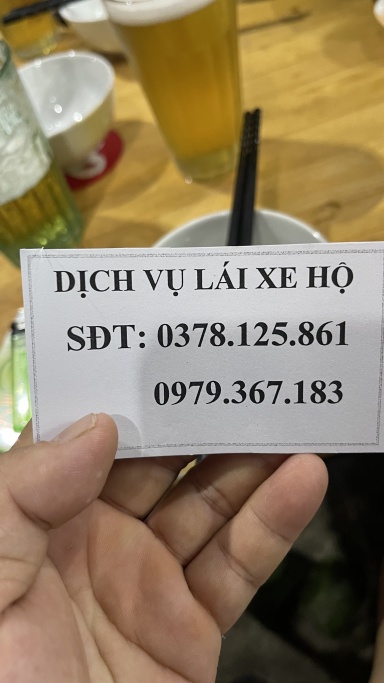 DỊCH VỤ LÁI XE HỘ
SĐT: 0378.125.861
0979.367.183